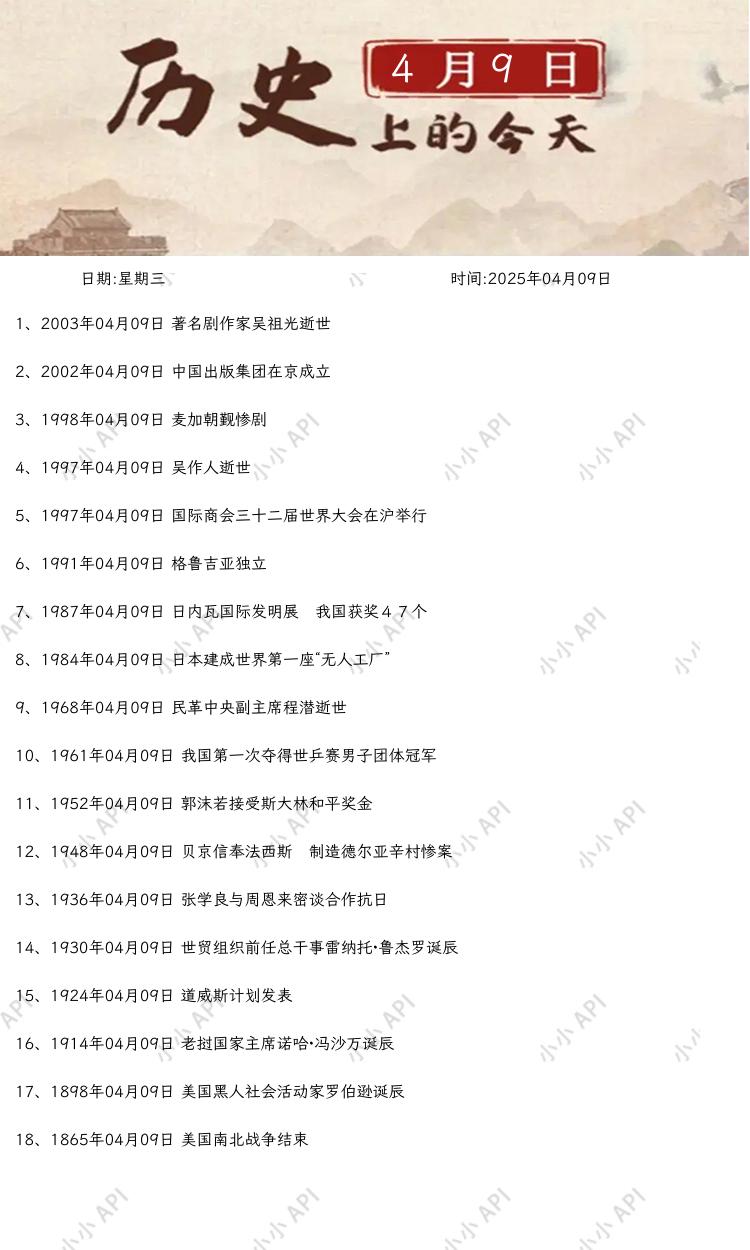 历史
4月9日
上的今天
日期:星期三 时间:2025年04月09日
1、2003年04月09日 著名剧作家吴祖光逝世
2、2002年04月09日 中国出版集团在京成立
3、1998年04月09日 麦加朝觐惨剧
4、1997年04月09日 吴作人逝世
5、1997年04月09日 国际商会三十二届世界大会在沪举行
6、1991年04月09日 格鲁吉亚独立
7、1987年04月09日 日内瓦国际发明展　我国获奖４７个
8、1984年04月09日 日本建成世界第一座“无人工厂”
9、1968年04月09日 民革中央副主席程潜逝世
10、1961年04月09日 我国第一次夺得世乒赛男子团体冠军
11、1952年04月09日 郭沫若接受斯大林和平奖金
12、1948年04月09日 贝京信奉法西斯　制造德尔亚辛村惨案
13、1936年04月09日 张学良与周恩来密谈合作抗日
14、1930年04月09日 世贸组织前任总干事雷纳托·鲁杰罗诞辰
15、1924年04月09日 道威斯计划发表
16、1914年04月09日 老挝国家主席诺哈·冯沙万诞辰
17、1898年04月09日 美国黑人社会活动家罗伯逊诞辰
18、1865年04月09日 美国南北战争结束
小小API